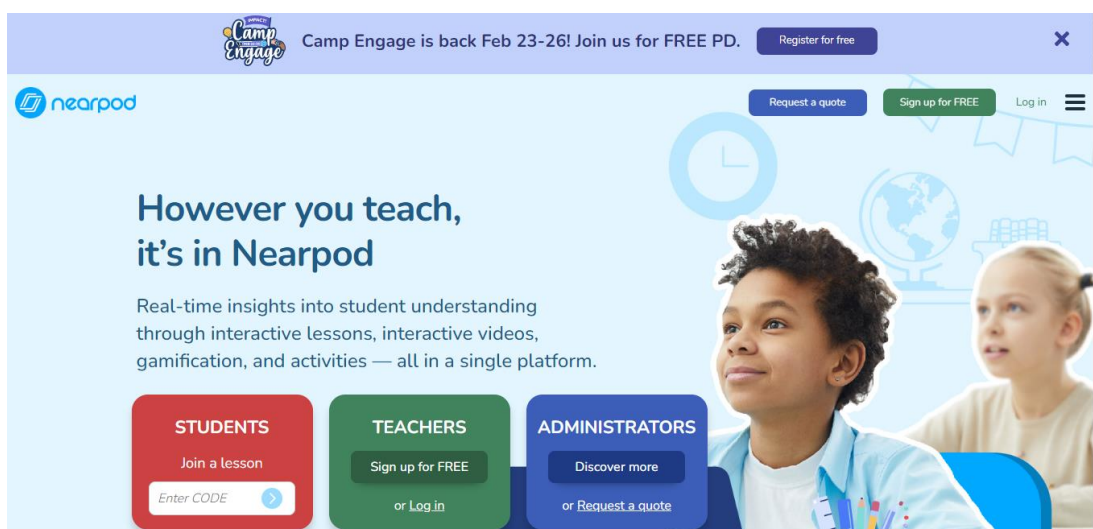 IMPACT!
Camp
Engage
Camp Engage is back Feb 23-26! Join us for FREE PD.
Register for free
nearpod
Request a quote
Sign up for FREE
Log in
However you teach,
it's in Nearpod
Real-time insights into student understanding
through interactive lessons, interactive videos,
gamification, and activities — all in a single platform.
STUDENTS
Join a lesson
Enter CODE
TEACHERS
Sign up for FREE
or Log in
ADMINISTRATORS
Discover more
or Request a quote